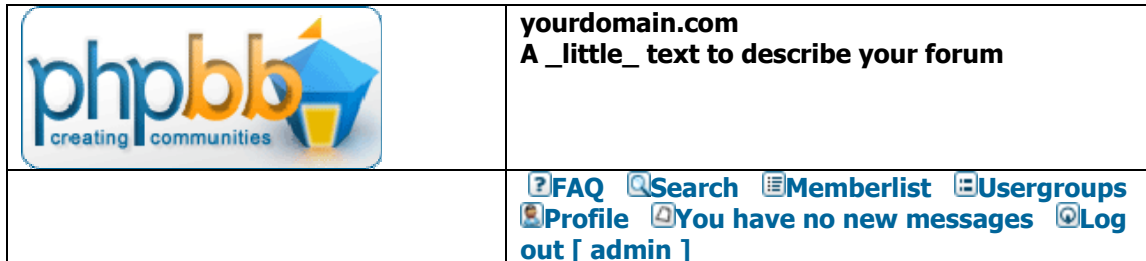 phpbb
creating communities
yourdomain.com
A _little_ text to describe your forum
FAQ Search Memberlist Usergroups
Profile You have no new messages Log
out [ admin ]